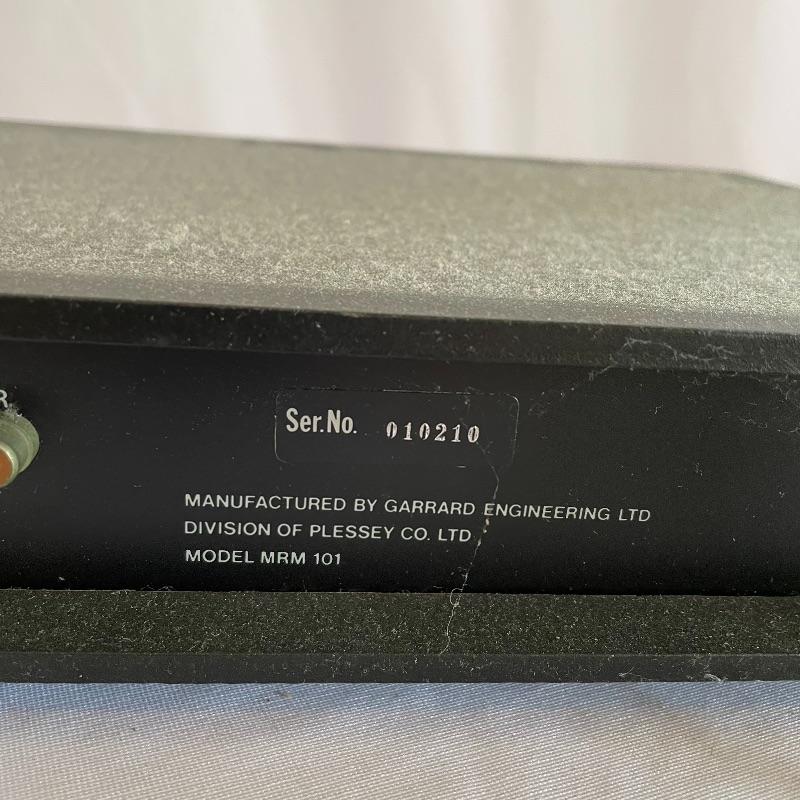 R
Ser.No. 010210
MANUFACTURED BY GARRARD ENGINEERING LTD
DIVISION OF PLESSEY CO. LTD
MODEL MRM 101